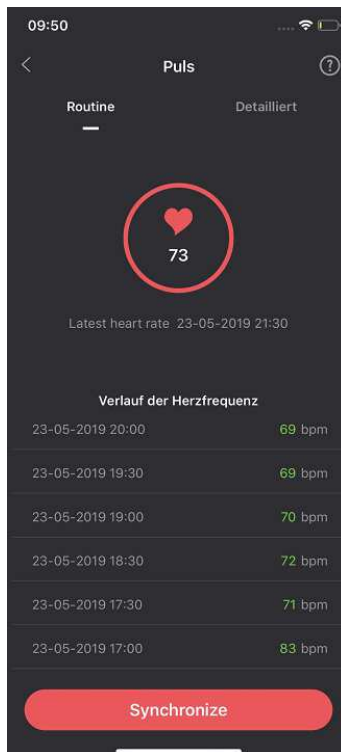 09:50
Puls
?
Routine Detailliert
73
Latest heart rate 23-05-2019 21:30
Verlauf der Herzfrequenz
23-05-2019 20:00 69 bpm
23-05-2019 19:30 69 bpm
23-05-2019 19:00 70 bpm
23-05-2019 18:30 72 bpm
23-05-2019 17:30 71 bpm
23-05-2019 17:00 83 bpm
Synchronize